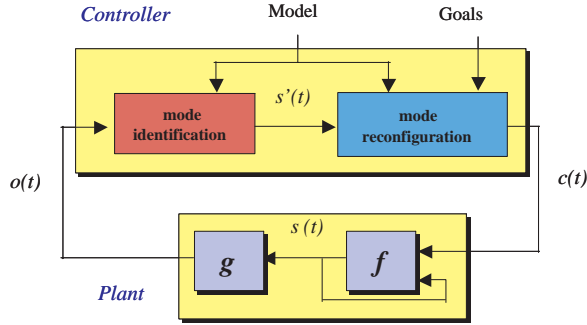 Controller
Model
Goals
s'(t)
mode
identification
mode
reconfiguration
o(t)
c(t)
s (t)
g
f
Plant